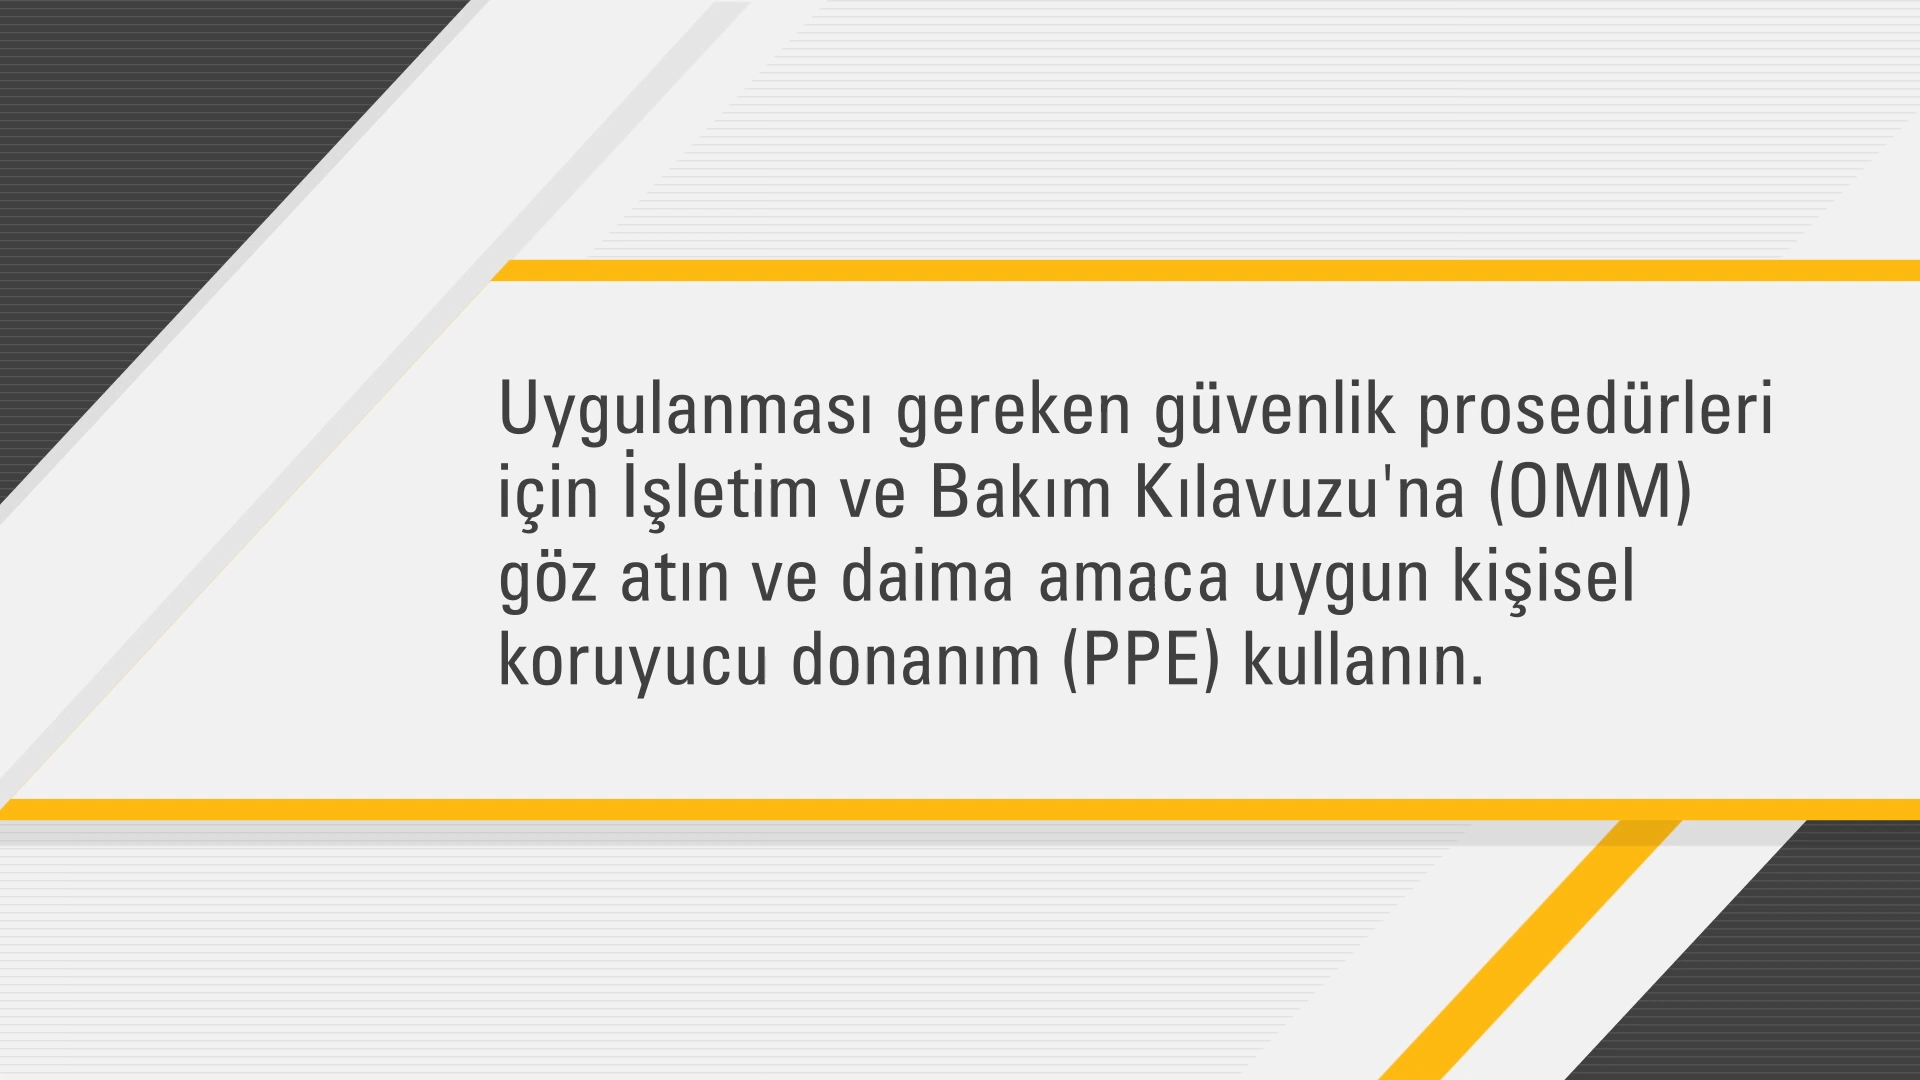 Uygulanması gereken güvenlik prosedürleri
için İşletim ve Bakım Kılavuzu'na (OMM)
göz atın ve daima amaca uygun kişisel
koruyucu donanım (PPE) kullanın.